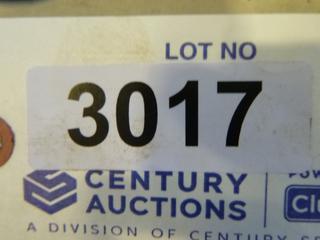 LOT NO
3017
CENTURY
AUCTIONS
A DIVISION OF CENTURY